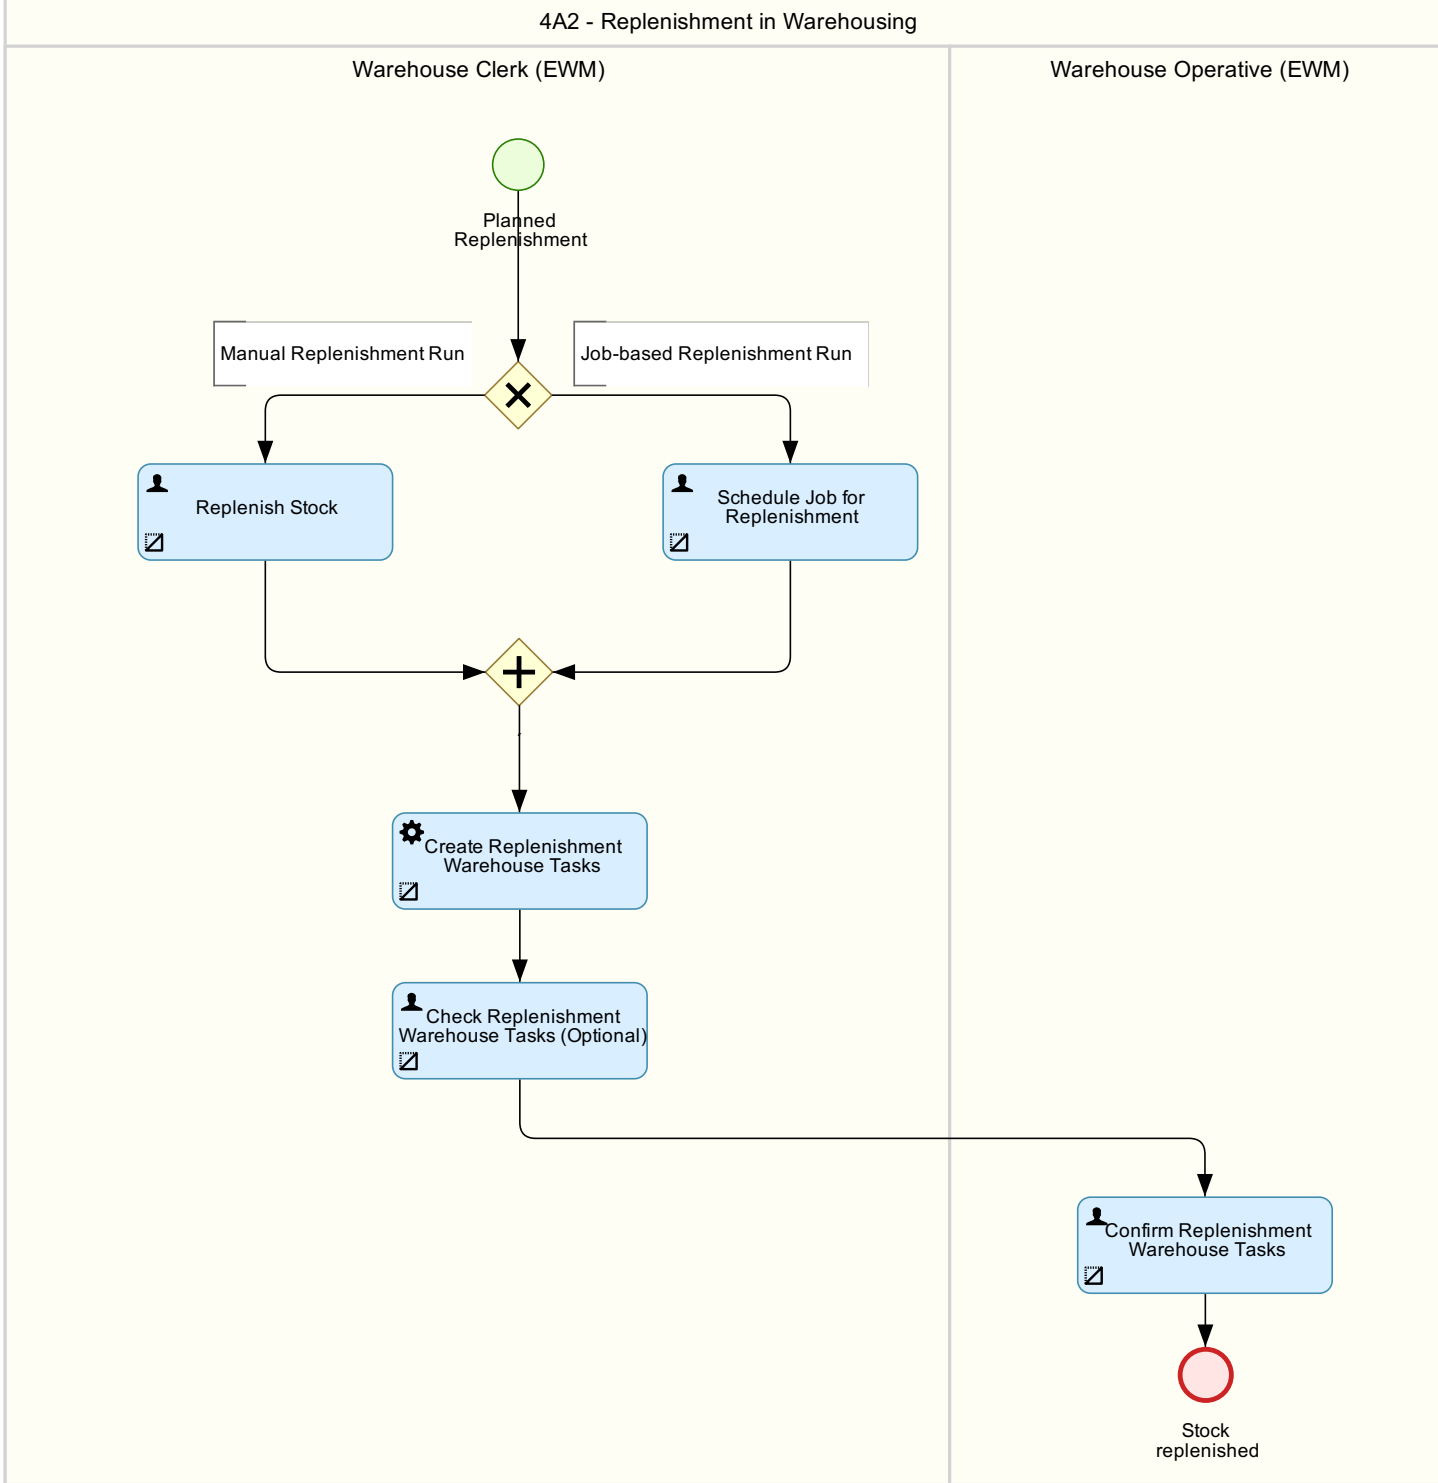 4A2 - Replenishment in Warehousing
Warehouse Clerk (EWM)
Warehouse Operative (EWM)
Planned
Replenishment
Manual Replenishment Run
Job-based Replenishment Run
Replenish Stock
Schedule Job for
Replenishment
Create Replenishment
Warehouse Tasks
Check Replenishment
Warehouse Tasks (Optional)
Confirm Replenishment
Warehouse Tasks
Stock
replenished